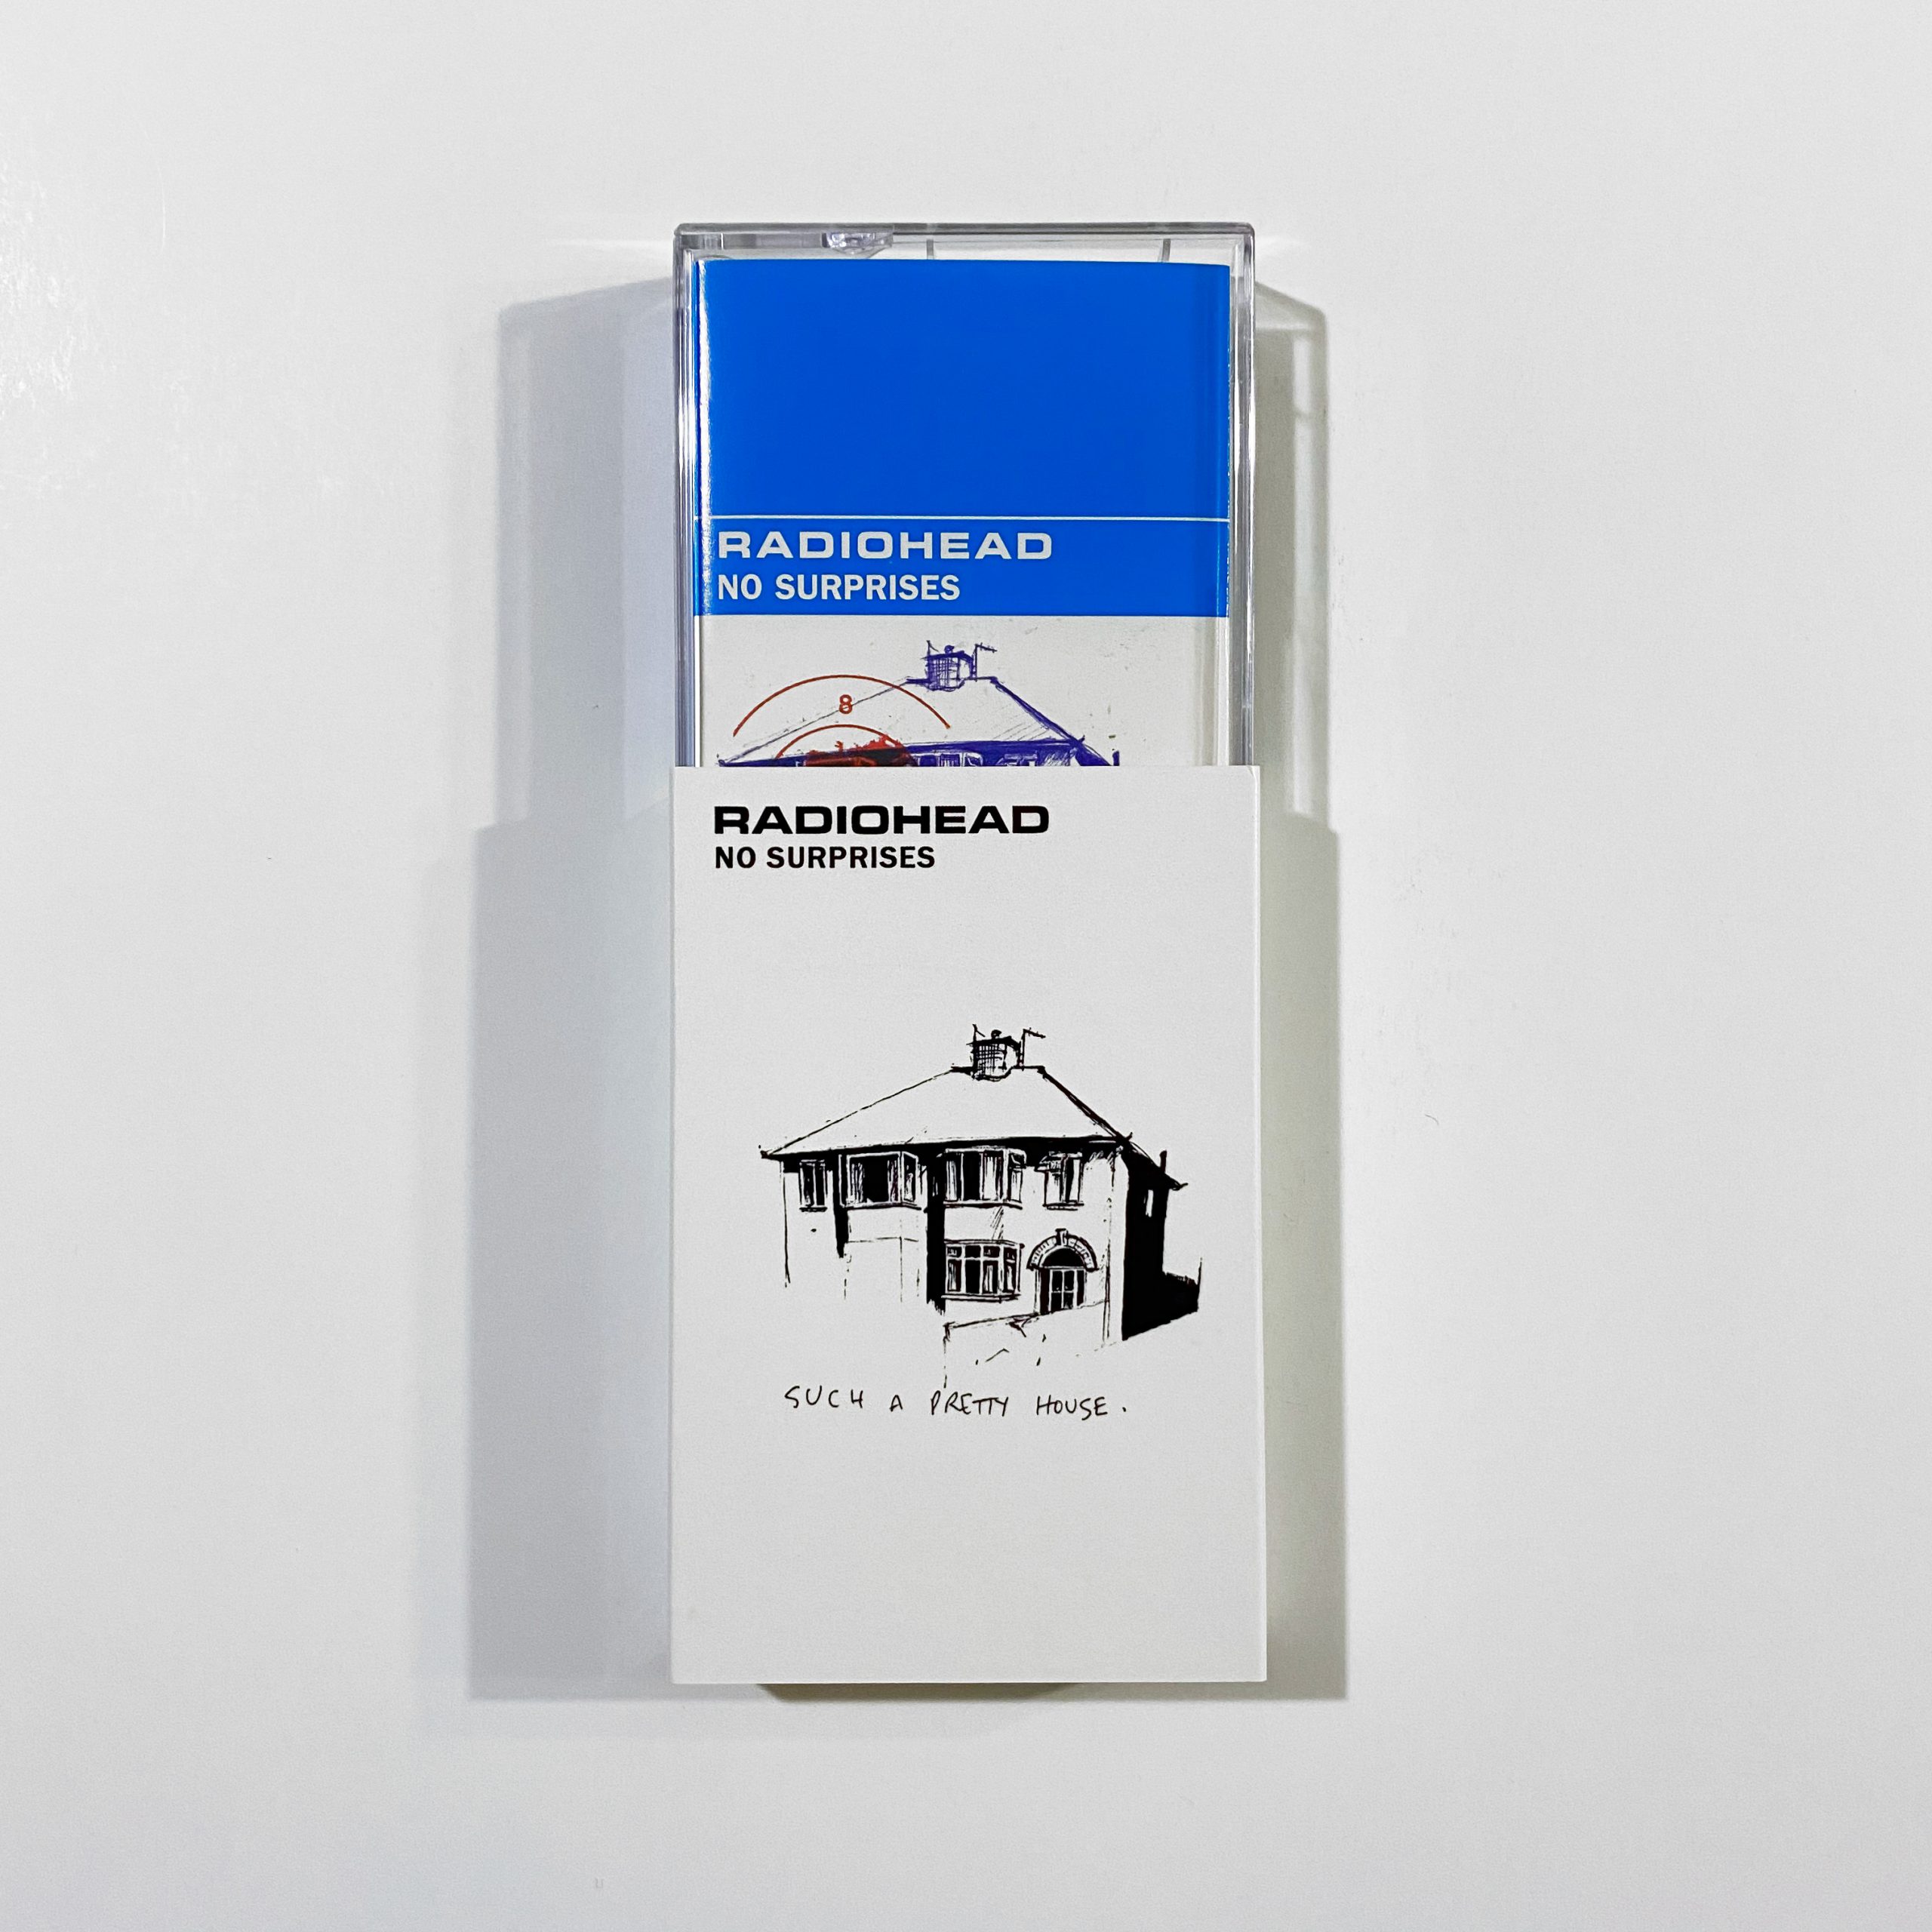 RADIOHEAD
NO SURPRISES
8
RADIOHEAD
NO SURPRISES
SUCH A PRETTY HOUSE.